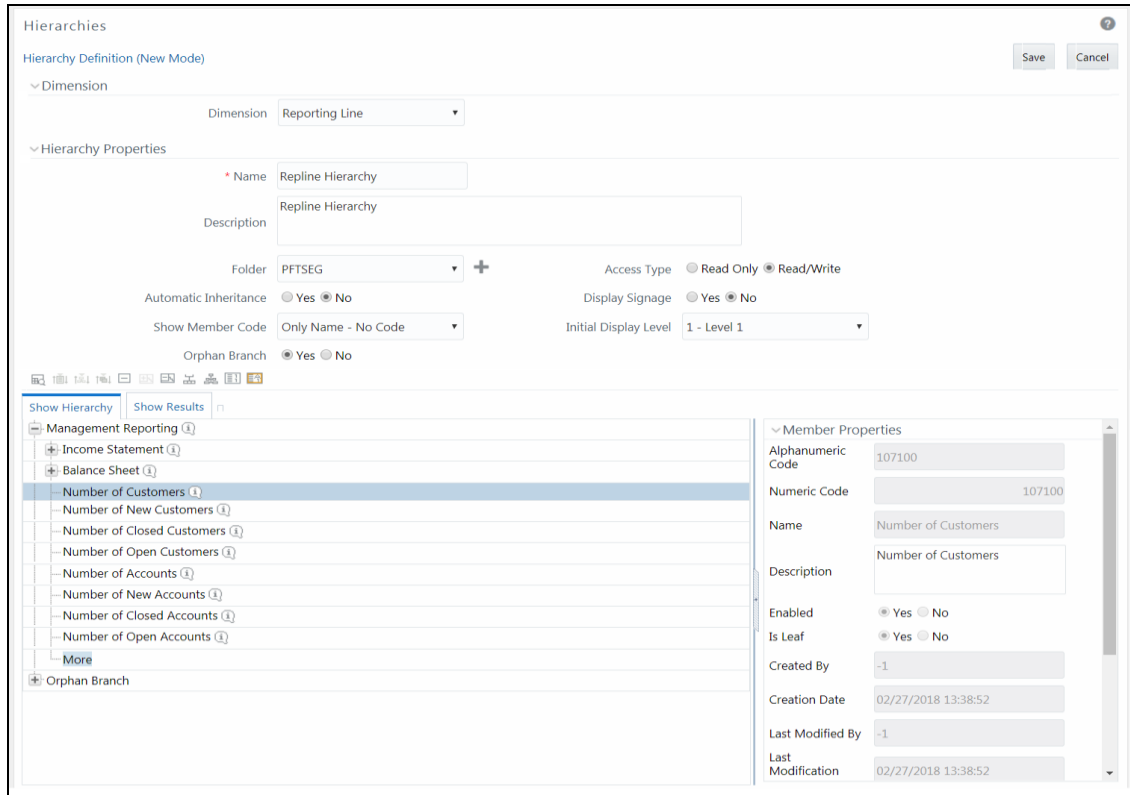 Hierarchies
Hierarchy Definition (New Mode)
Save
Cancel
Dimension
Dimension Reporting Line
Hierarchy Properties
* Name Repline Hierarchy
Description Repline Hierarchy
Folder PFTSEG
Access Type Read Only Read/Write
Automatic Inheritance Yes No
Display Signage Yes No
Show Member Code Only Name - No Code
Initial Display Level 1 - Level 1
Orphan Branch Yes No
Show Hierarchy
Show Results
Management Reporting
Income Statement
Balance Sheet
Number of Customers
Number of New Customers
Number of Closed Customers
Number of Open Customers
Number of Accounts
Number of New Accounts
Number of Closed Accounts
Number of Open Accounts
More
Orphan Branch
Member Properties
Alphanumeric
Code
107100
Numeric Code 107100
Name Number of Customers
Description Number of Customers
Enabled Yes No
Is Leaf Yes No
Created By -1
Creation Date 02/27/2018 13:38:52
Last Modified By -1
Last
Modification
02/27/2018 13:38:52